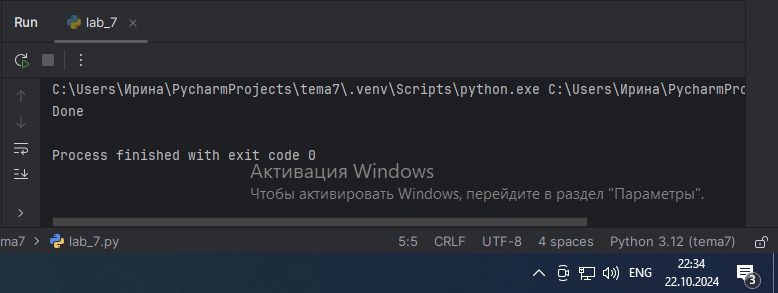 Run lab_7
C:\Users\Ирина\PycharmProjects\tema7\.venv\Scripts\python.exe C:\Users\Ирина\PycharmPro
Done
Process finished with exit code 0
Активация Windows
Чтобы активировать Windows, перейдите в раздел "Параметры".
ma7 > lab_7.py 5:5 CRLF UTF-8 4 spaces Python 3.12 (tema7)
ENG 22:34
22.10.2024 3